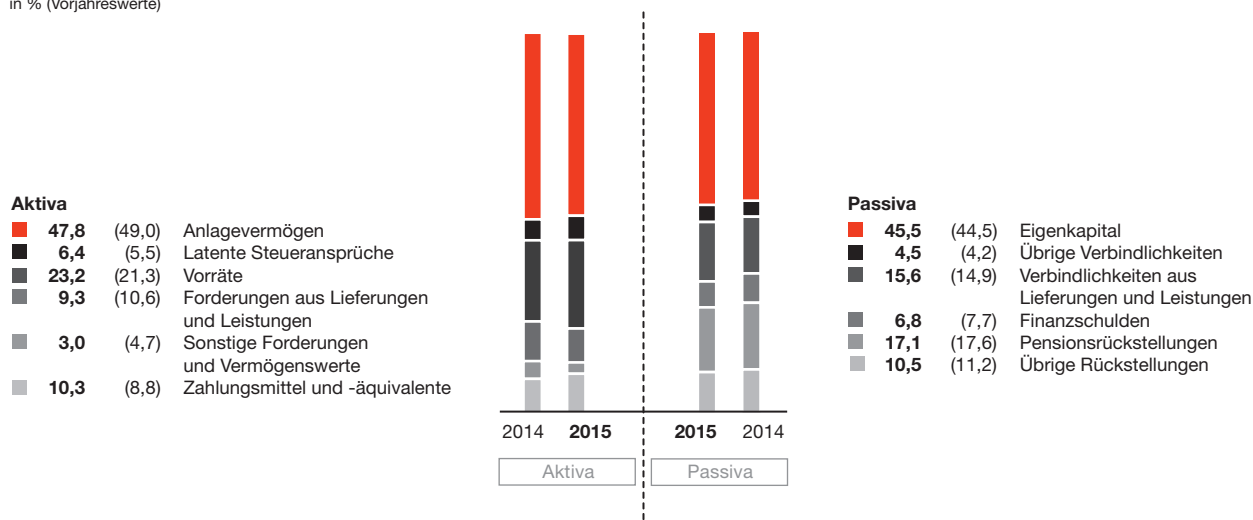 in % (Vorjahreswerte)
Aktiva
47,8 (49,0) Anlagevermögen
6,4 (5,5) Latente Steueransprüche
23,2 (21,3) Vorräte
9,3 (10,6) Forderungen aus Lieferungen
und Leistungen
3,0 (4,7) Sonstige Forderungen
und Vermögenswerte
10,3 (8,8) Zahlungsmittel und -äquivalente
2014 2015
Aktiva
2015 2014
Passiva
Passiva
45,5 (44,5) Eigenkapital
4,5 (4,2) Übrige Verbindlichkeiten
15,6 (14,9) Verbindlichkeiten aus
Lieferungen und Leistungen
6,8 (7,7) Finanzschulden
17,1 (17,6) Pensionsrückstellungen
10,5 (11,2) Übrige Rückstellungen